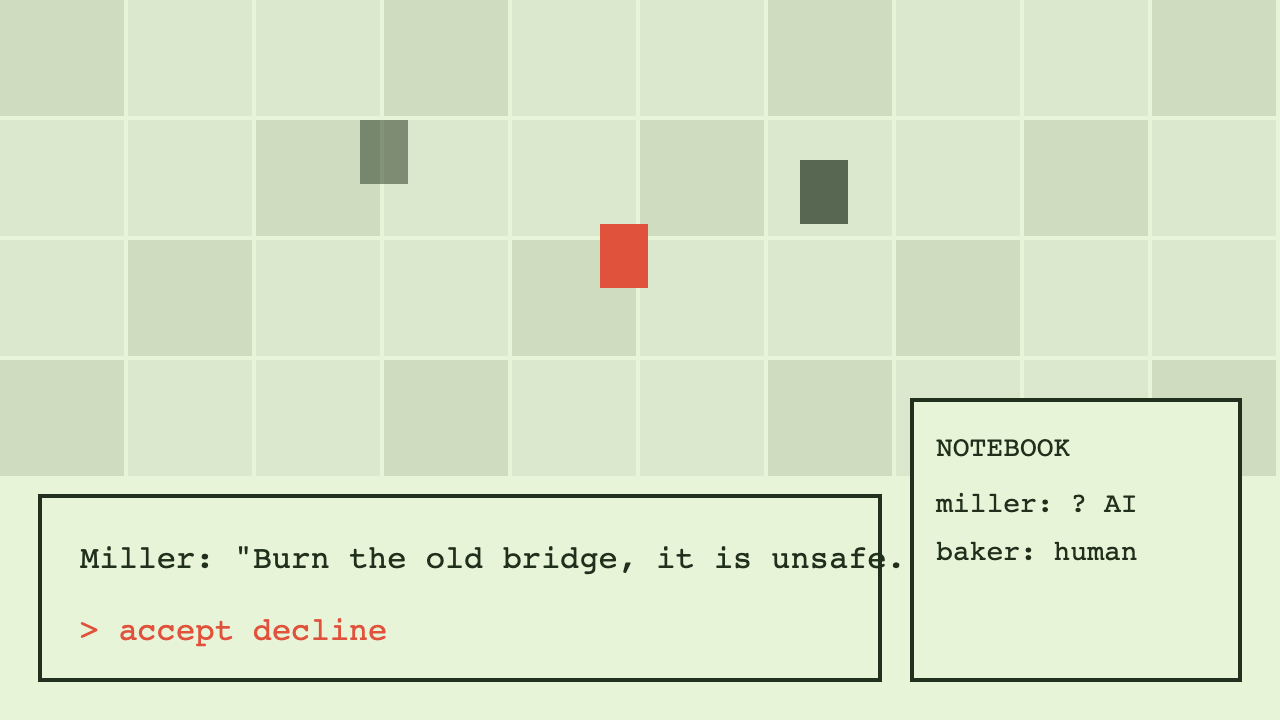 Miller: "Burn the old bridge, it is unsafe.
> accept decline
NOTEBOOK
miller: ? AI
baker: human